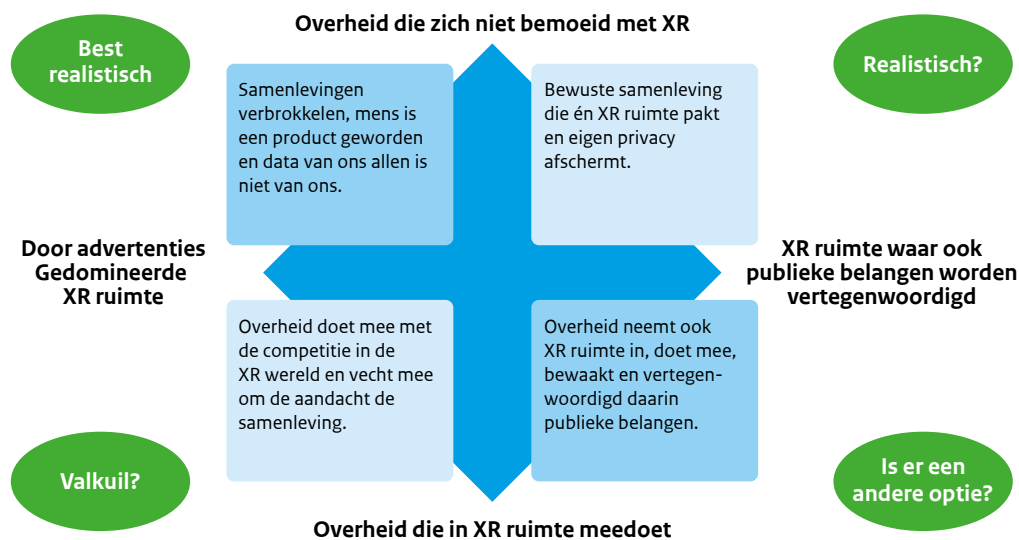 Overheid die zich niet bemoeid met XR
Best
realistisch
Realistisch?
Samenlevingen
verbrokkelen, mens is
een product geworden
en data van ons allen is
niet van ons.
Bewuste samenleving
die én XR ruimte pakt
en eigen privacy
afschermt.
Door advertenties
Gedomineerde
XR ruimte
XR ruimte waar ook
publieke belangen worden
vertegenwoordigd
Overheid doet mee met
de competitie in de
XR wereld en vecht mee
om de aandacht de
samenleving.
Overheid neemt ook
XR ruimte in, doet mee,
bewaakt en vertegen-
woordigd daarin
publieke belangen.
Valkuil?
Is er een
andere optie?
Overheid die in XR ruimte meedoet